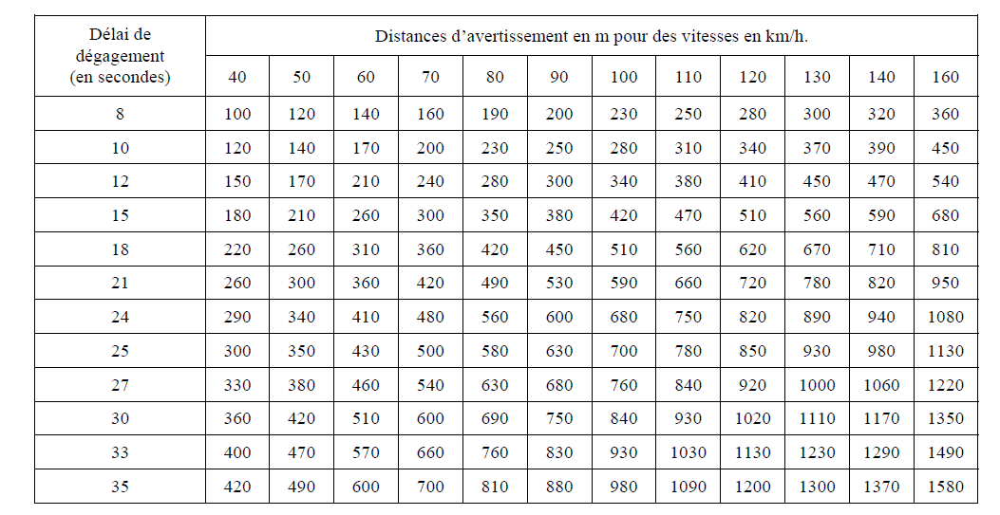 Délai de
dégagement
(en secondes)
Distances d’avertissement en m pour des vitesses en km/h.
40 50 60 70 80 90 100 110 120 130 140 160
8 100 120 140 160 190 200 230 250 280 300 320 360
10 120 140 170 200 230 250 280 310 340 370 390 450
12 150 170 210 240 280 300 340 380 410 450 470 540
15 180 210 260 300 350 380 420 470 510 560 590 680
18 220 260 310 360 420 450 510 560 620 670 710 810
21 260 300 360 420 490 530 590 660 720 780 820 950
24 290 340 410 480 560 600 680 750 820 890 940 1080
25 300 350 430 500 580 630 700 780 850 930 980 1130
27 330 380 460 540 630 680 760 840 920 1000 1060 1220
30 360 420 510 600 690 750 840 930 1020 1110 1170 1350
33 400 470 570 660 760 830 930 1030 1130 1230 1290 1490
35 420 490 600 700 810 880 980 1090 1200 1300 1370 1580